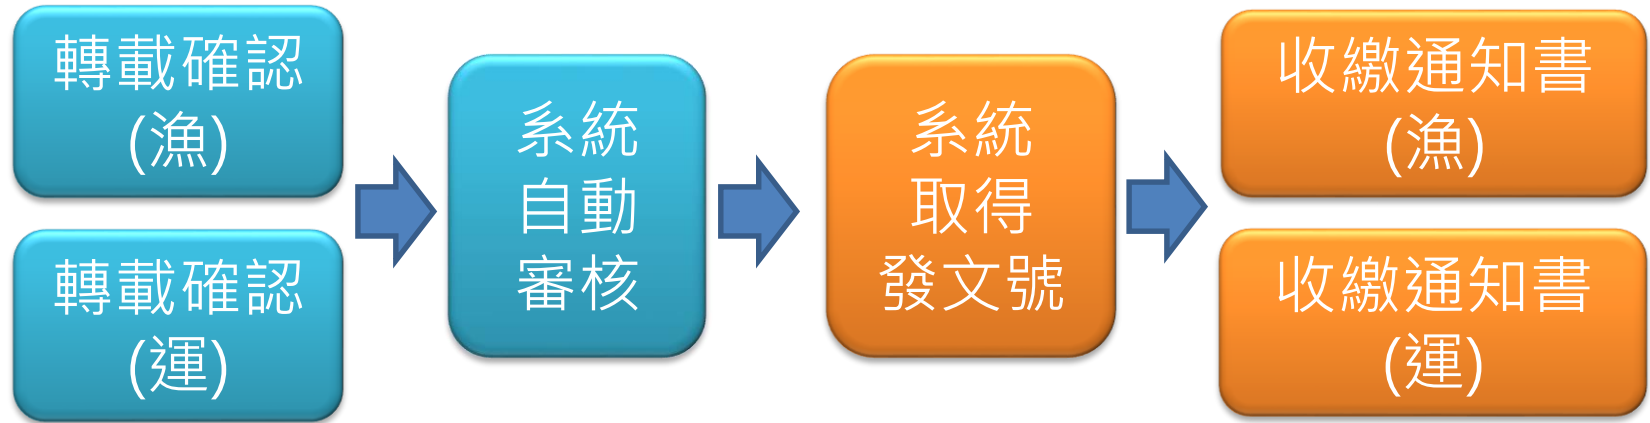 轉載確認
(漁)
轉載確認
(運)
系統
自動
審核
系統
取得
發文號
收繳通知書
(漁)
收繳通知書
(運)